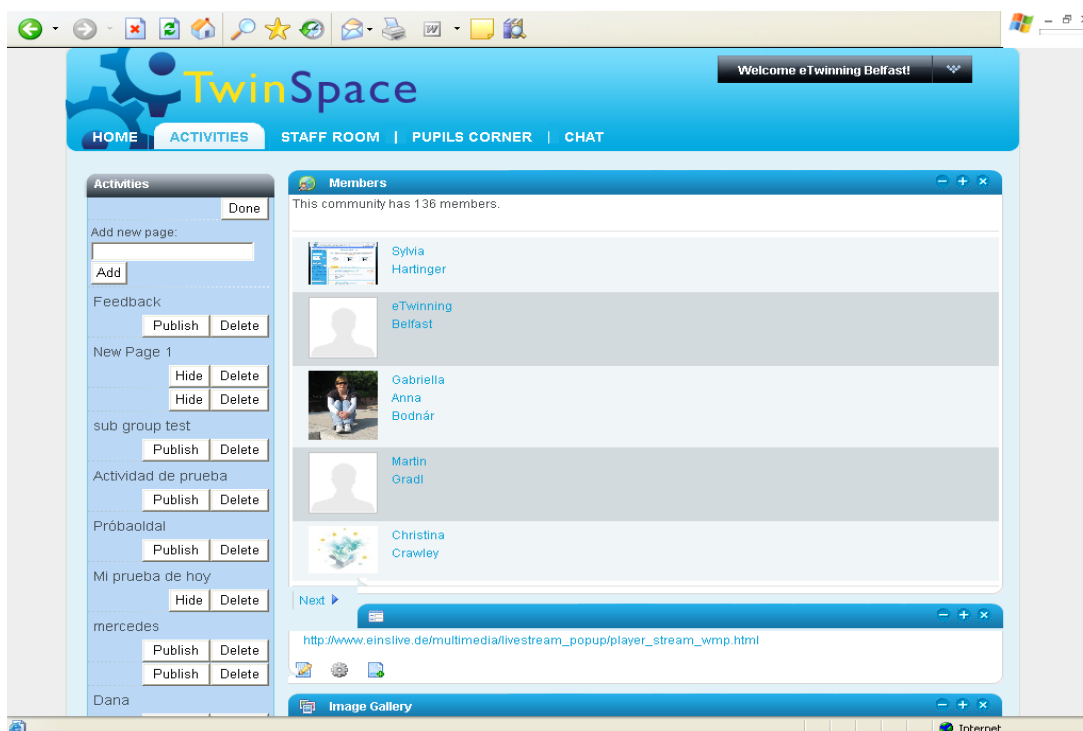 Welcome eTwinning Belfast!
TwinSpace
HOME ACTIVITIES STAFF ROOM | PUPILS CORNER | CHAT
Activities
Done
Add new page:
Add
Feedback
Publish Delete
New Page 1
Hide Delete
Hide Delete
sub group test
Publish Delete
Actividad de prueba
Publish Delete
Próbaoldal
Publish Delete
Mi prueba de hoy
Hide Delete
mercedes
Publish Delete
Publish Delete
Dana
Members
This community has 136 members.
Sylvia
Hartinger
eTwinning
Belfast
Gabriella
Anna
Bodnár
Martin
Gradl
Christina
Crawley
Next
http://www.einslive.de/multimedia/livestream_popup/player_stream_wmp.html
Image Gallery
Internet